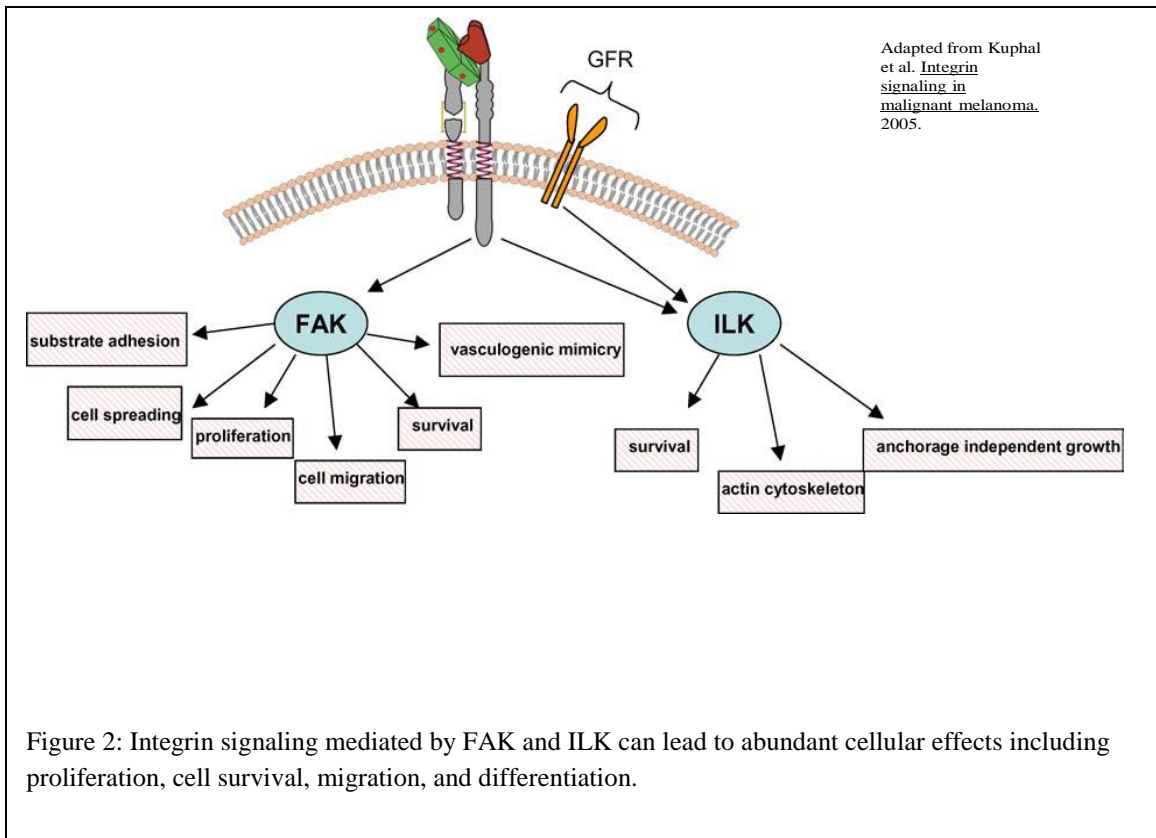 GFR
Adapted from Kuphal
et al. Integrin
signaling in
malignant melanoma.
2005.
FAK
ILK
substrate adhesion
vasculogenic mimicry
cell spreading
proliferation
survival
cell migration
survival
anchorage independent growth
actin cytoskeleton
Figure 2: Integrin signaling mediated by FAK and ILK can lead to abundant cellular effects including
proliferation, cell survival, migration, and differentiation.